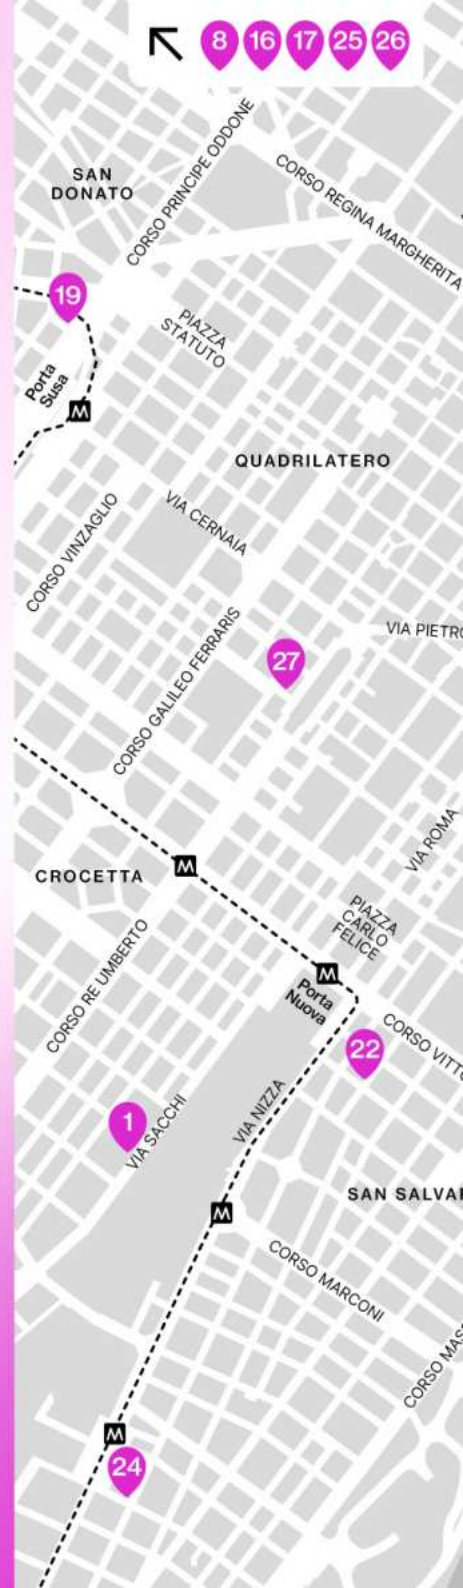 8 16 17 25 26
CORSO PRINCIPE ODDONE
CORSO REGINA MARGHERITA
SAN
DONATO
19
PIAZZA
STATUTO
Porta
Susa
M
QUADRILATERO
VIA CERNAIA
CORSO VINZAGLIO
CORSO GALILEO FERRARIS
VIA PIETRO
27
VIA ROMA
M
CROCETTA
PIAZZA
CARLO
FELICE
CORSO RE UMBERTO
M
Porta
Nuova
CORSO VITTO
22
1
VIA SACCHI
VIA NIZZA
SAN SALVAR
M
CORSO MARCONI
CORSO MASS
M
24